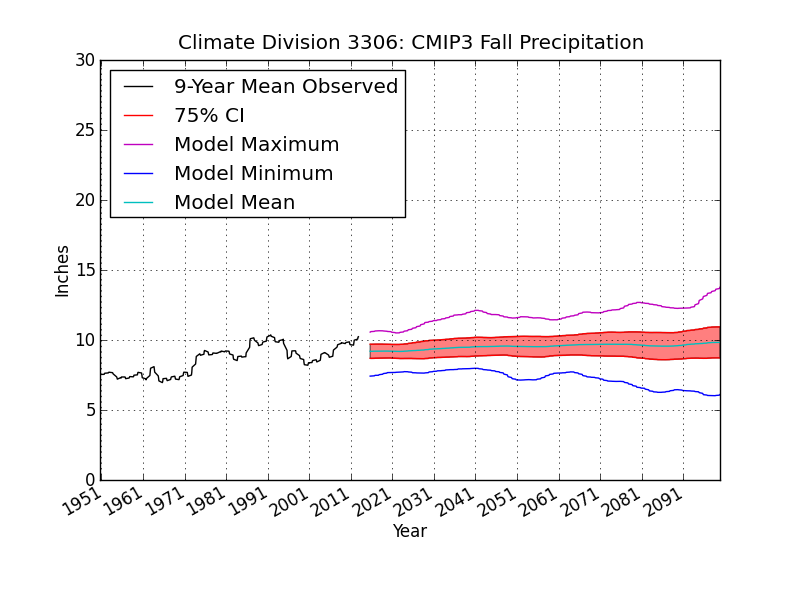 Climate Division 3306: CMIP3 Fall Precipitation
30
25
20
15
10
5
0
Inches
9-Year Mean Observed
75% CI
Model Maximum
Model Minimum
Model Mean
1951 1961 1971 1981 1991 2001 2011 2021 2031 2041 2051 2061 2071 2081 2091
Year